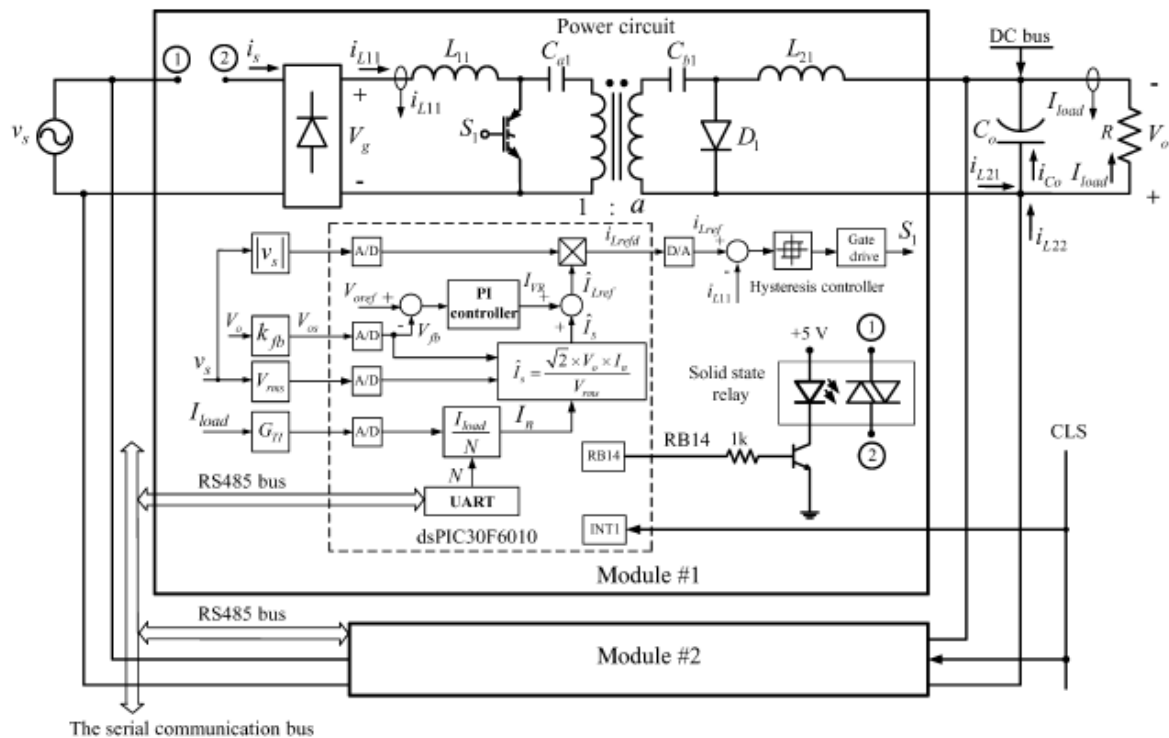 Power circuit
DC bus
1
2
i_s
i_L11
L_11
C_a1
C_b1
L_21
+
i_L11
v_s
V_g
S_1
D_1
C_o
I_load
R
-
V_o
-
i_L21
i_Co
I_load
+
1 : a
i_L22
|v_s|
A/D
i_Lrefd
D/A
i_Lref
+
-
i_L11
Hysteresis controller
Gate
drive
S_1
Î_Lref
V_oref +
-
V_fb
PI
controller
I_VR
+
+
Î_s
V_o
k_fb
V_os
A/D
v_s
V_rms
A/D
Î_s = √2 × V_o × I_n / V_rms
I_load
G_TI
A/D
I_load
N
I_n
N
UART
RS485 bus
dsPIC30F6010
+5 V
1
Solid state
relay
2
RB14
RB14
1k
CLS
INT1
Module #1
RS485 bus
Module #2
The serial communication bus